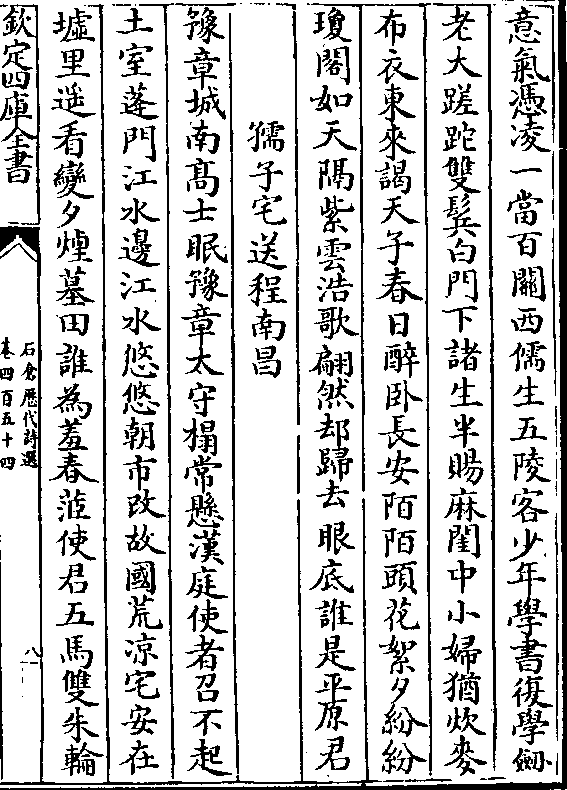 意氣憑凌一當百關西儒生五陵客少年學書復學劒
老大蹉跎雙鬂白門下諸生半賜麻閨中小婦猶炊麥
布衣東來謁天子春日醉卧長安陌陌頭花絮夕紛紛
瓊閣如天隔紫雲浩歌翩然却歸去眼底誰是平原君
孺子宅送程南昌
豫章城南高士眠豫章太守榻常懸漢庭使者召不起
土室蓬門江水邊江水悠悠朝市改故國荒凉宅安在
墟里遥看變夕煙墓田誰為羞春蒩使君五馬雙朱輪
欽定四庫全書
石倉歷代詩選
卷四百五十四
八